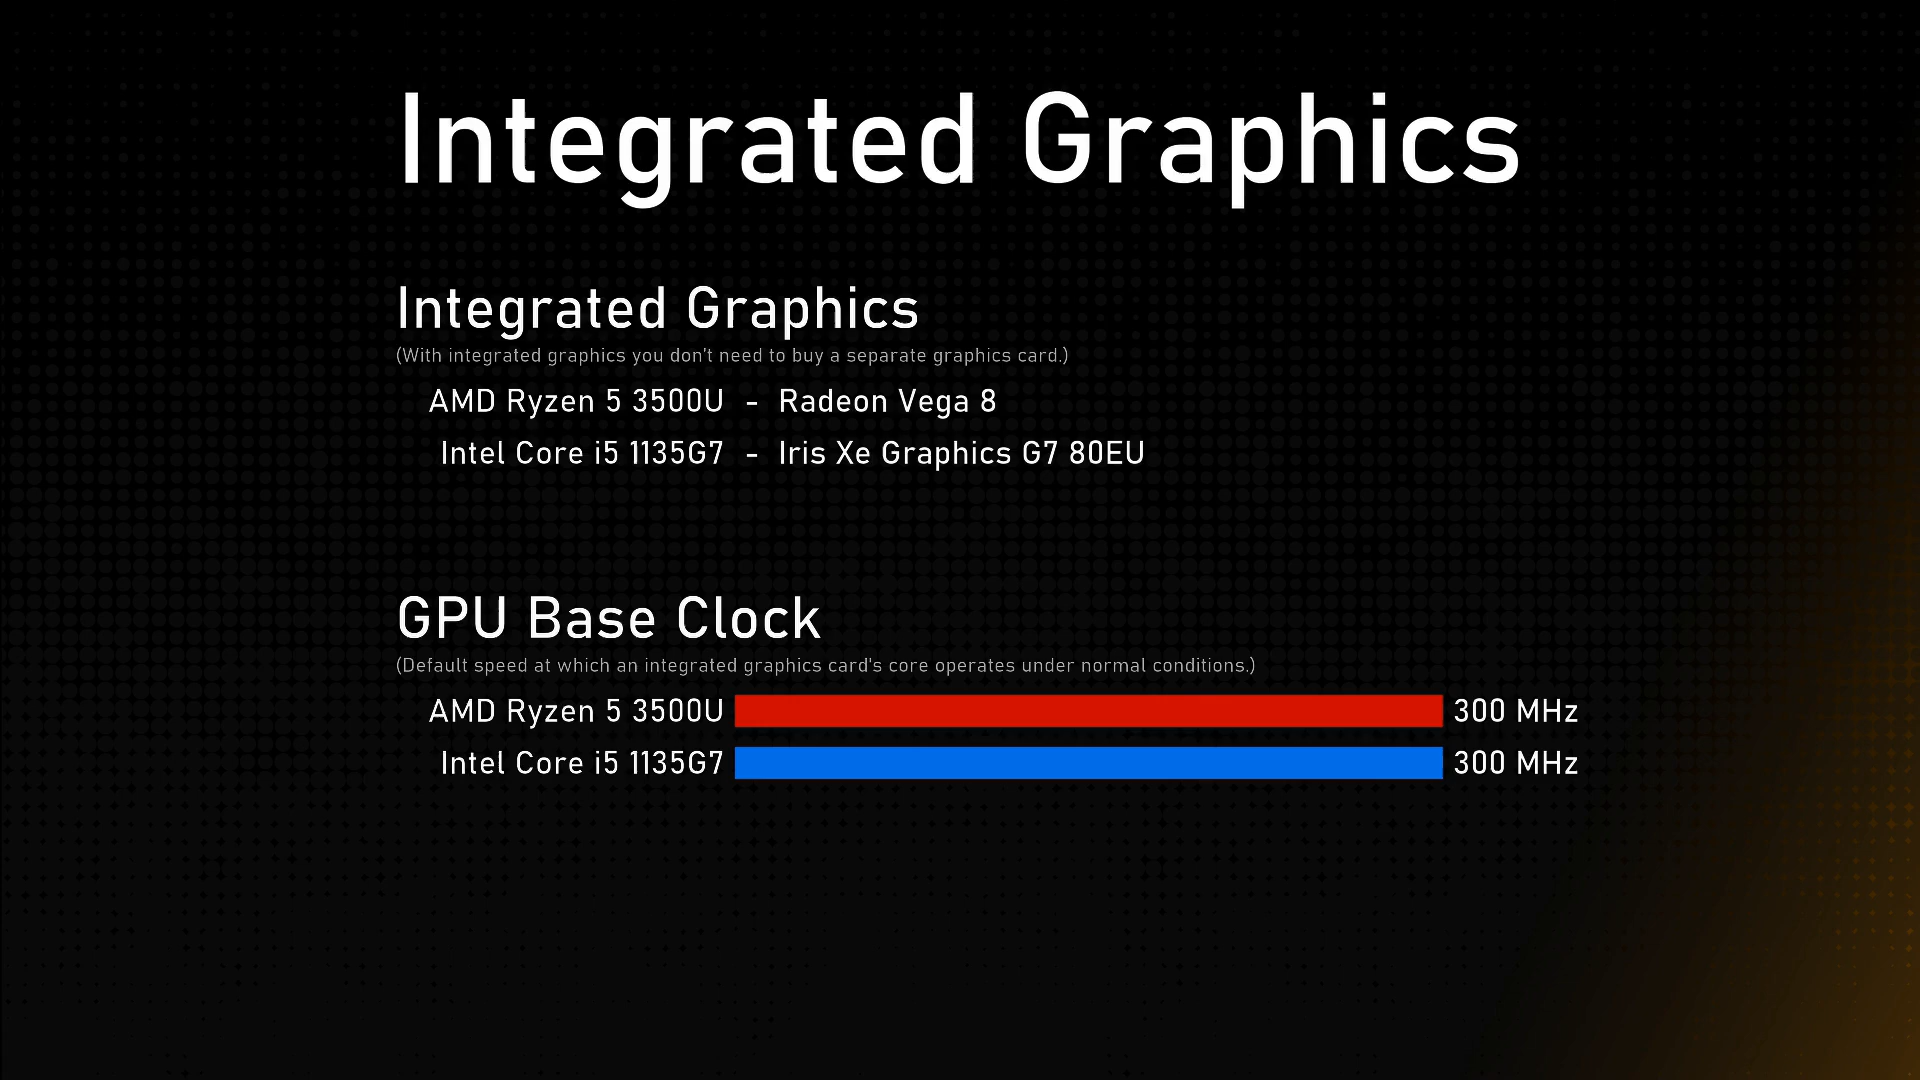 Integrated Graphics
Integrated Graphics
(With integrated graphics you don't need to buy a separate graphics card.)
AMD Ryzen 5 3500U - Radeon Vega 8
Intel Core i5 1135G7 - Iris Xe Graphics G7 80EU
GPU Base Clock
(Default speed at which an integrated graphics card's core operates under normal conditions.)
AMD Ryzen 5 3500U 300 MHz
Intel Core i5 1135G7 300 MHz